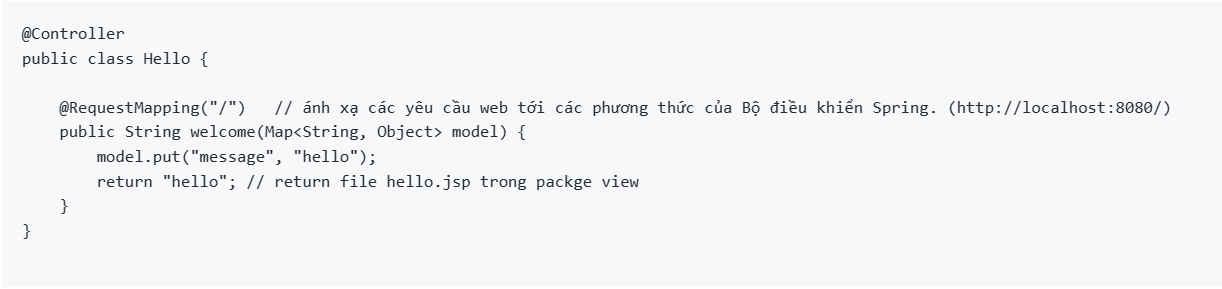 @Controller
public class Hello {
@RequestMapping("/")   // ánh xạ các yêu cầu web tới các phương thức của Bộ điều khiển Spring. (http://localhost:8080/)
public String welcome(Map<String, Object> model) {
model.put("message", "hello");
return "hello"; // return file hello.jsp trong packge view
}
}